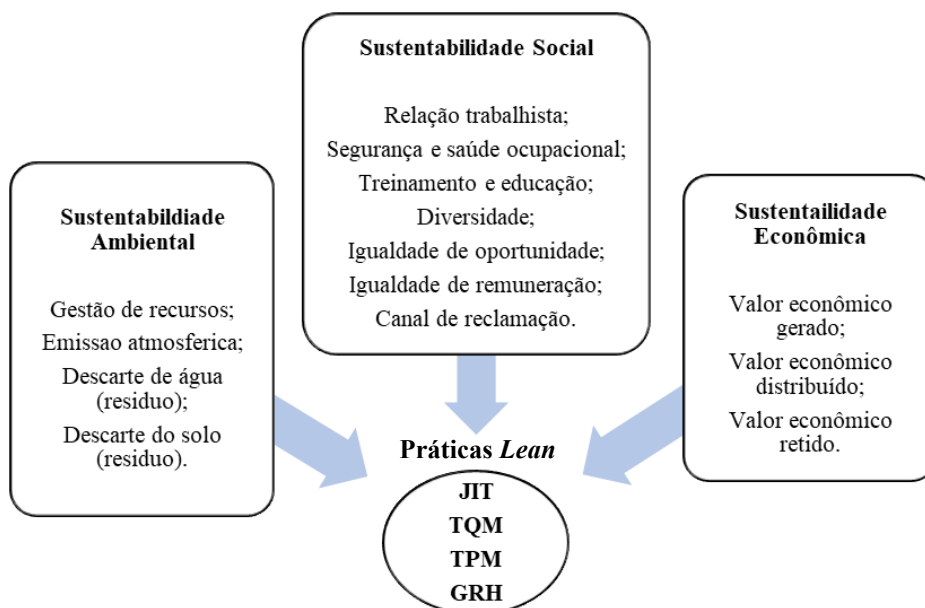 Sustentabilidade Social
Relação trabalhista;
Segurança e saúde ocupacional;
Treinamento e educação;
Diversidade;
Igualdade de oportunidade;
Igualdade de remuneração;
Canal de reclamação.
Sustentabildiade
Ambiental
Gestão de recursos;
Emissao atmosferica;
Descarte de água
(residuo);
Descarte do solo
(residuo).
Sustentailidade
Econômica
Valor econômico
gerado;
Valor econômico
distribuído;
Valor econômico
retido.
Práticas Lean
JIT
TQM
TPM
GRH